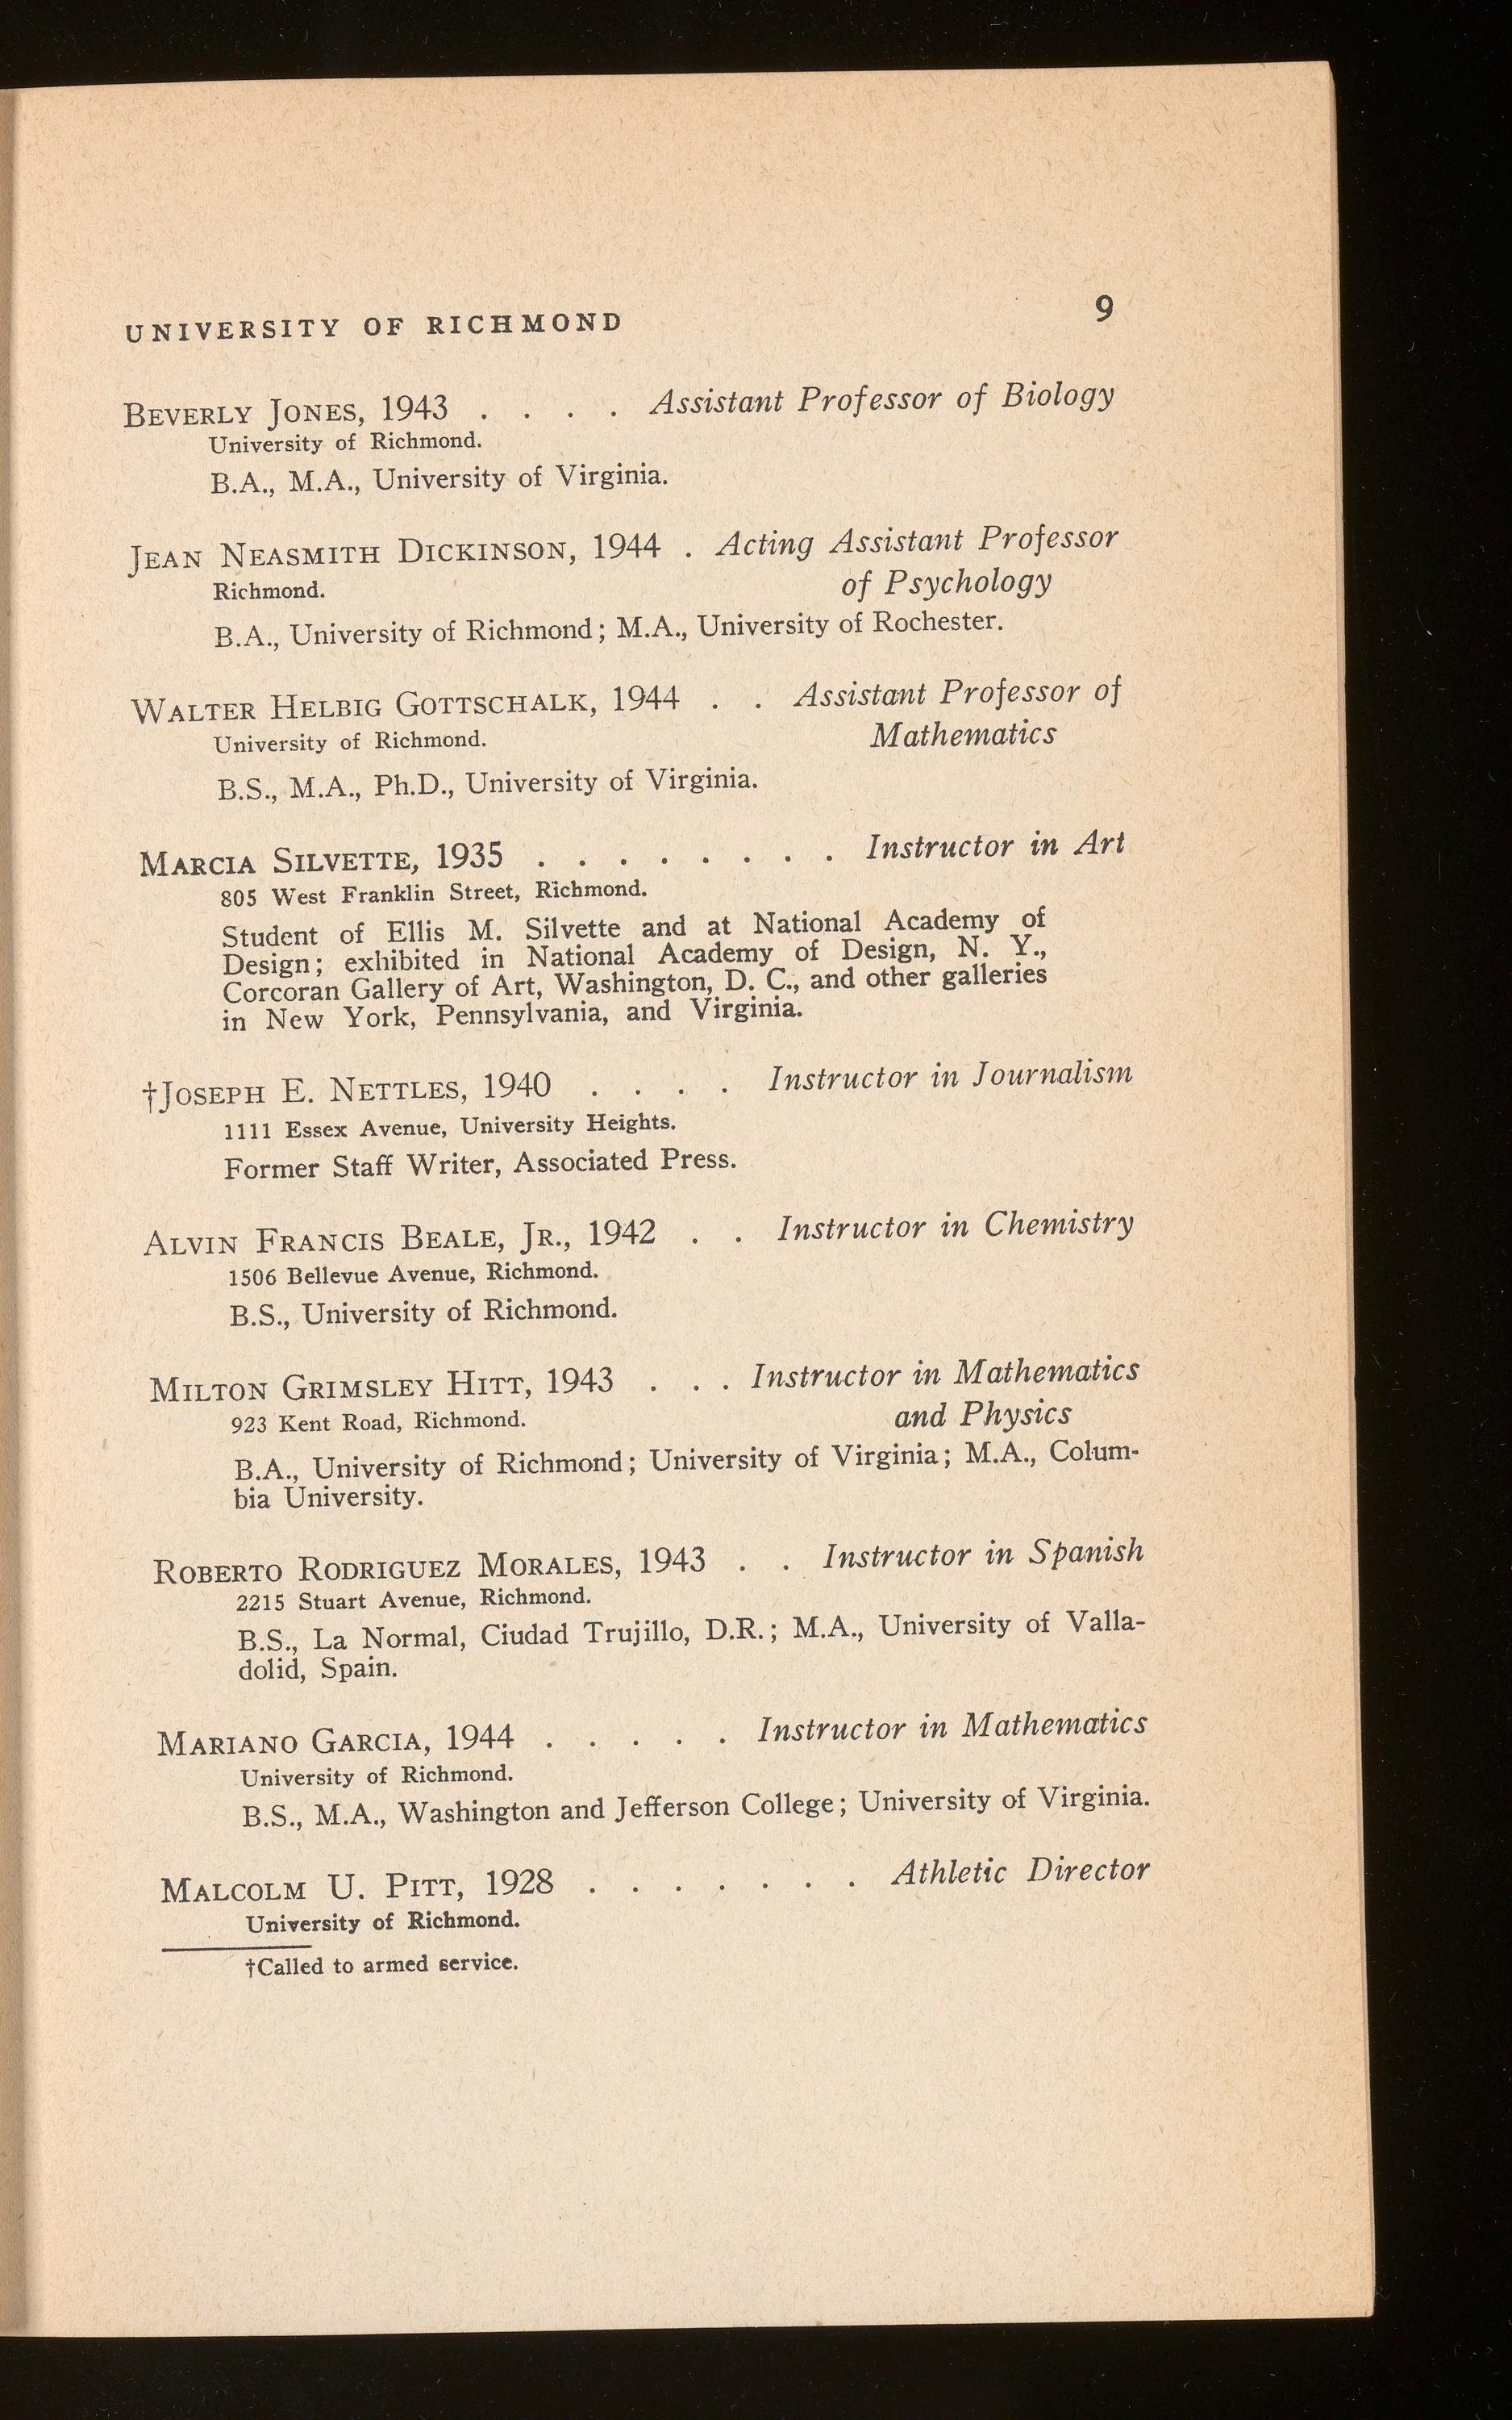 UNIVERSITY OF RICHMOND 9
BEVERLY JONES, 1943 . . . . Assistant Professor of Biology
University of Richmond.
B.A., M.A., University of Virginia.
JEAN NEASMITH DICKINSON, 1944 . Acting Assistant Professor
Richmond. of Psychology
B.A., University of Richmond; M.A., University of Rochester.
WALTER HELBIG GOTTSCHALK, 1944 . . Assistant Professor of
University of Richmond. Mathematics
B.S., M.A., Ph.D., University of Virginia.
MARCIA SILVETTE, 1935 . . . . . . . . Instructor in Art
805 West Franklin Street, Richmond.
Student of Ellis M. Silvette and at National Academy of
Design; exhibited in National Academy of Design, N. Y.,
Corcoran Gallery of Art, Washington, D. C., and other galleries
in New York, Pennsylvania, and Virginia.
†JOSEPH E. NETTLES, 1940 . . . . Instructor in Journalism
1111 Essex Avenue, University Heights.
Former Staff Writer, Associated Press.
ALVIN FRANCIS BEALE, JR., 1942 . . Instructor in Chemistry
1506 Bellevue Avenue, Richmond.
B.S., University of Richmond.
MILTON GRIMSLEY HITT, 1943 . . . Instructor in Mathematics
923 Kent Road, Richmond. and Physics
B.A., University of Richmond; University of Virginia; M.A., Colum-
bia University.
ROBERTO RODRIGUEZ MORALES, 1943 . . Instructor in Spanish
2215 Stuart Avenue, Richmond.
B.S., La Normal, Ciudad Trujillo, D.R.; M.A., University of Valla-
dolid, Spain.
MARIANO GARCIA, 1944 . . . . . Instructor in Mathematics
University of Richmond.
B.S., M.A., Washington and Jefferson College; University of Virginia.
MALCOLM U. PITT, 1928 . . . . . . . Athletic Director
University of Richmond.
†Called to armed service.